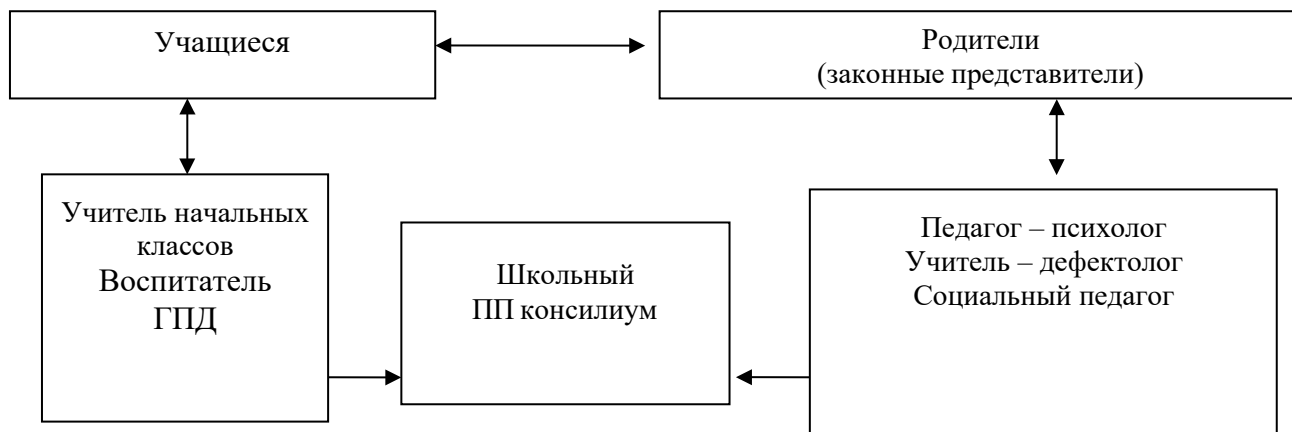 Учащиеся
Родители
(законные представители)
Учитель начальных
классов
Воспитатель
ГПД
Школьный
ПП консилиум
Педагог – психолог
Учитель – дефектолог
Социальный педагог